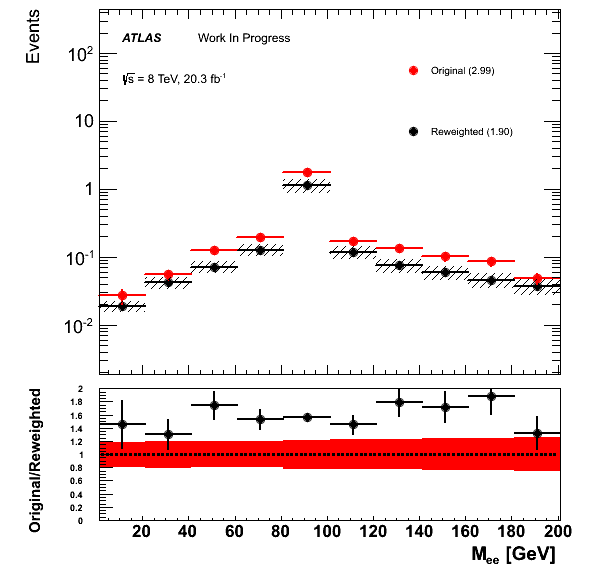 Events
ATLAS Work In Progress
√s = 8 TeV, 20.3 fb⁻¹
Original (2.99)
Reweighted (1.90)
10²
10
1
10⁻¹
10⁻²
Original/Reweighted
2
1.8
1.6
1.4
1.2
1
0.8
0.6
0.4
0.2
0
20 40 60 80 100 120 140 160 180 200
Mee [GeV]